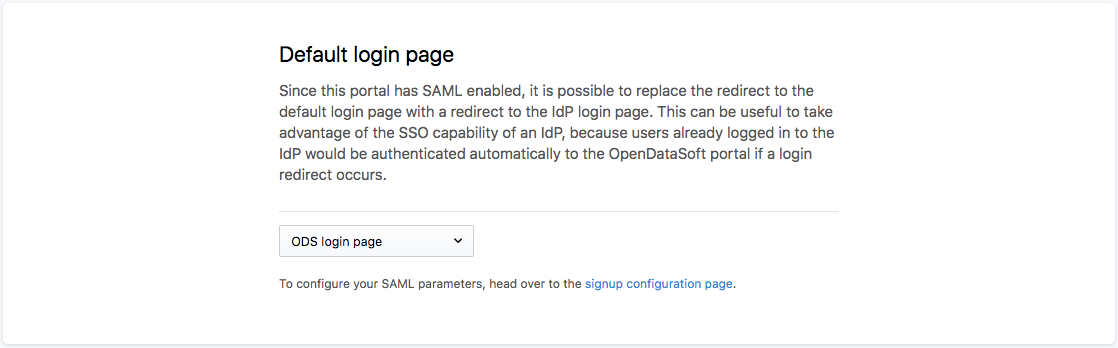 Default login page
Since this portal has SAML enabled, it is possible to replace the redirect to the
default login page with a redirect to the IdP login page. This can be useful to take
advantage of the SSO capability of an IdP, because users already logged in to the
IdP would be authenticated automatically to the OpenDataSoft portal if a login
redirect occurs.
ODS login page
To configure your SAML parameters, head over to the signup configuration page.